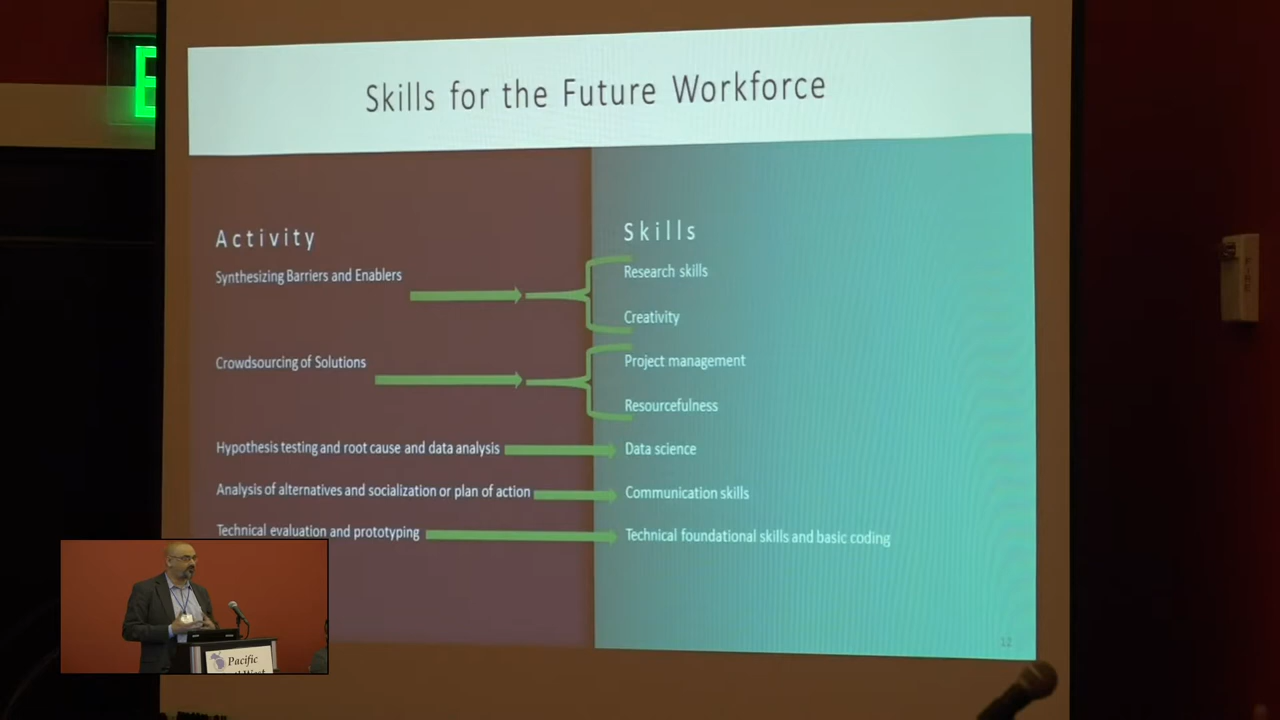 Skills for the Future Workforce
Activity
Skills
Synthesizing Barriers and Enablers
Research skills
Creativity
Crowdsourcing of Solutions
Project management
Resourcefulness
Hypothesis testing and root cause and data analysis
Data science
Analysis of alternatives and socialization or plan of action
Communication skills
Technical evaluation and prototyping
Technical foundational skills and basic coding
12
Pacific